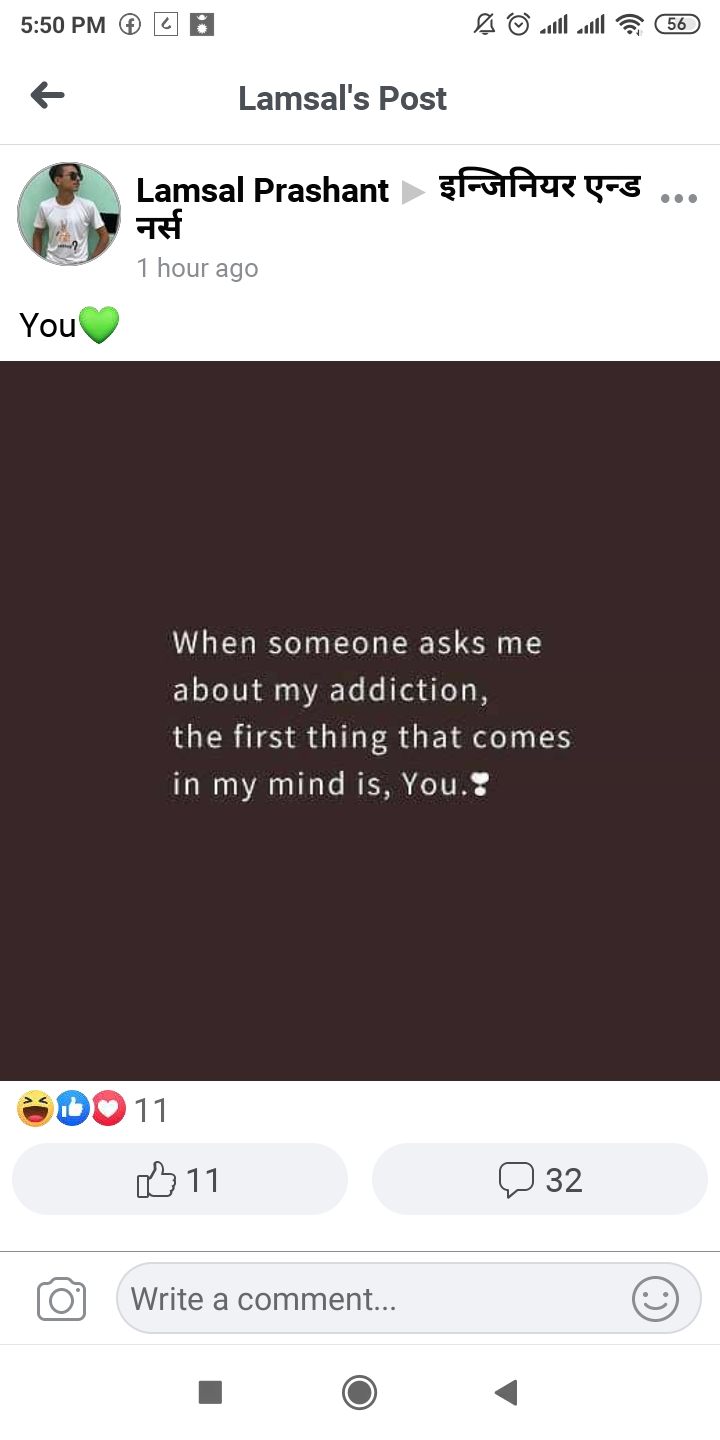 5:50 PM
56
Lamsal's Post
Lamsal Prashant ▶ इन्जिनियर एन्ड
नर्स
1 hour ago
You💚
When someone asks me
about my addiction,
the first thing that comes
in my mind is, You.❣
11
11
32
Write a comment...